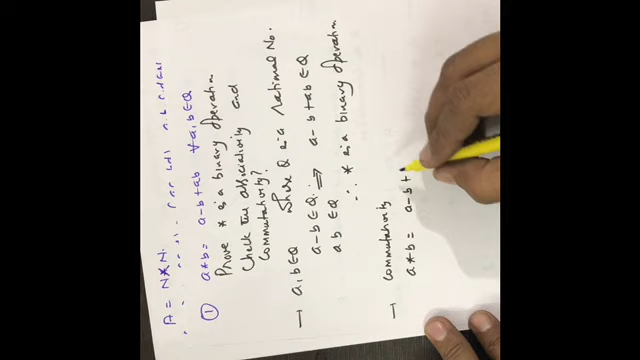 A = N×N.
① a*b = a-b+ab ∀a,b∈Q
Prove * is a binary operation
Check the associativity and
commutativity?
where Q is a rational No.
→ a,b∈Q
a-b∈Q. ⇒ a-b+ab∈Q
ab∈Q
∴ * is a binary operation.
→ commutativity
a*b = a-b+